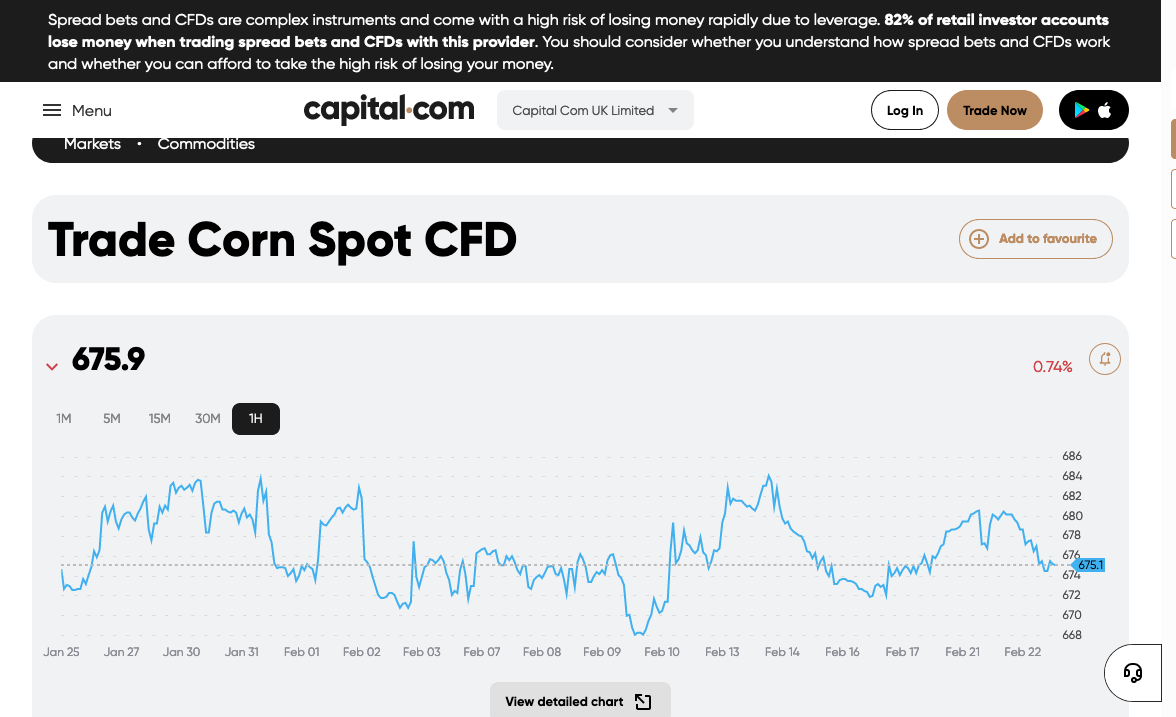 Spread bets and CFDs are complex instruments and come with a high risk of losing money rapidly due to leverage. 82% of retail investor accounts
lose money when trading spread bets and CFDs with this provider. You should consider whether you understand how spread bets and CFDs work
and whether you can afford to take the high risk of losing your money.
Menu
capital.com
Capital Com UK Limited
Log In
Trade Now
Markets • Commodities
Trade Corn Spot CFD
Add to favourite
675.9
0.74%
1M 5M 15M 30M 1H
686
684
682
680
678
676
675.1
674
672
670
668
Jan 25 Jan 27 Jan 30 Jan 31 Feb 01 Feb 02 Feb 03 Feb 07 Feb 08 Feb 09 Feb 10 Feb 13 Feb 14 Feb 16 Feb 17 Feb 21 Feb 22
View detailed chart